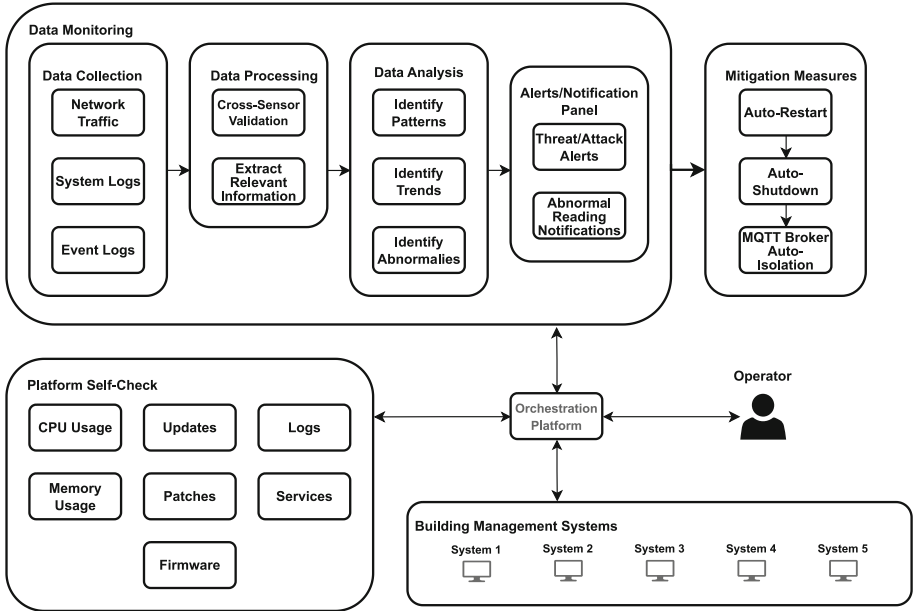 Data Monitoring
Data Collection
Network
Traffic
System Logs
Event Logs
Data Processing
Cross-Sensor
Validation
Extract
Relevant
Information
Data Analysis
Identify
Patterns
Identify
Trends
Identify
Abnormalies
Alerts/Notification
Panel
Threat/Attack
Alerts
Abnormal
Reading
Notifications
Mitigation Measures
Auto-Restart
Auto-
Shutdown
MQTT Broker
Auto-
Isolation
Platform Self-Check
CPU Usage
Updates
Logs
Memory
Usage
Patches
Services
Firmware
Orchestration
Platform
Operator
Building Management Systems
System 1
System 2
System 3
System 4
System 5